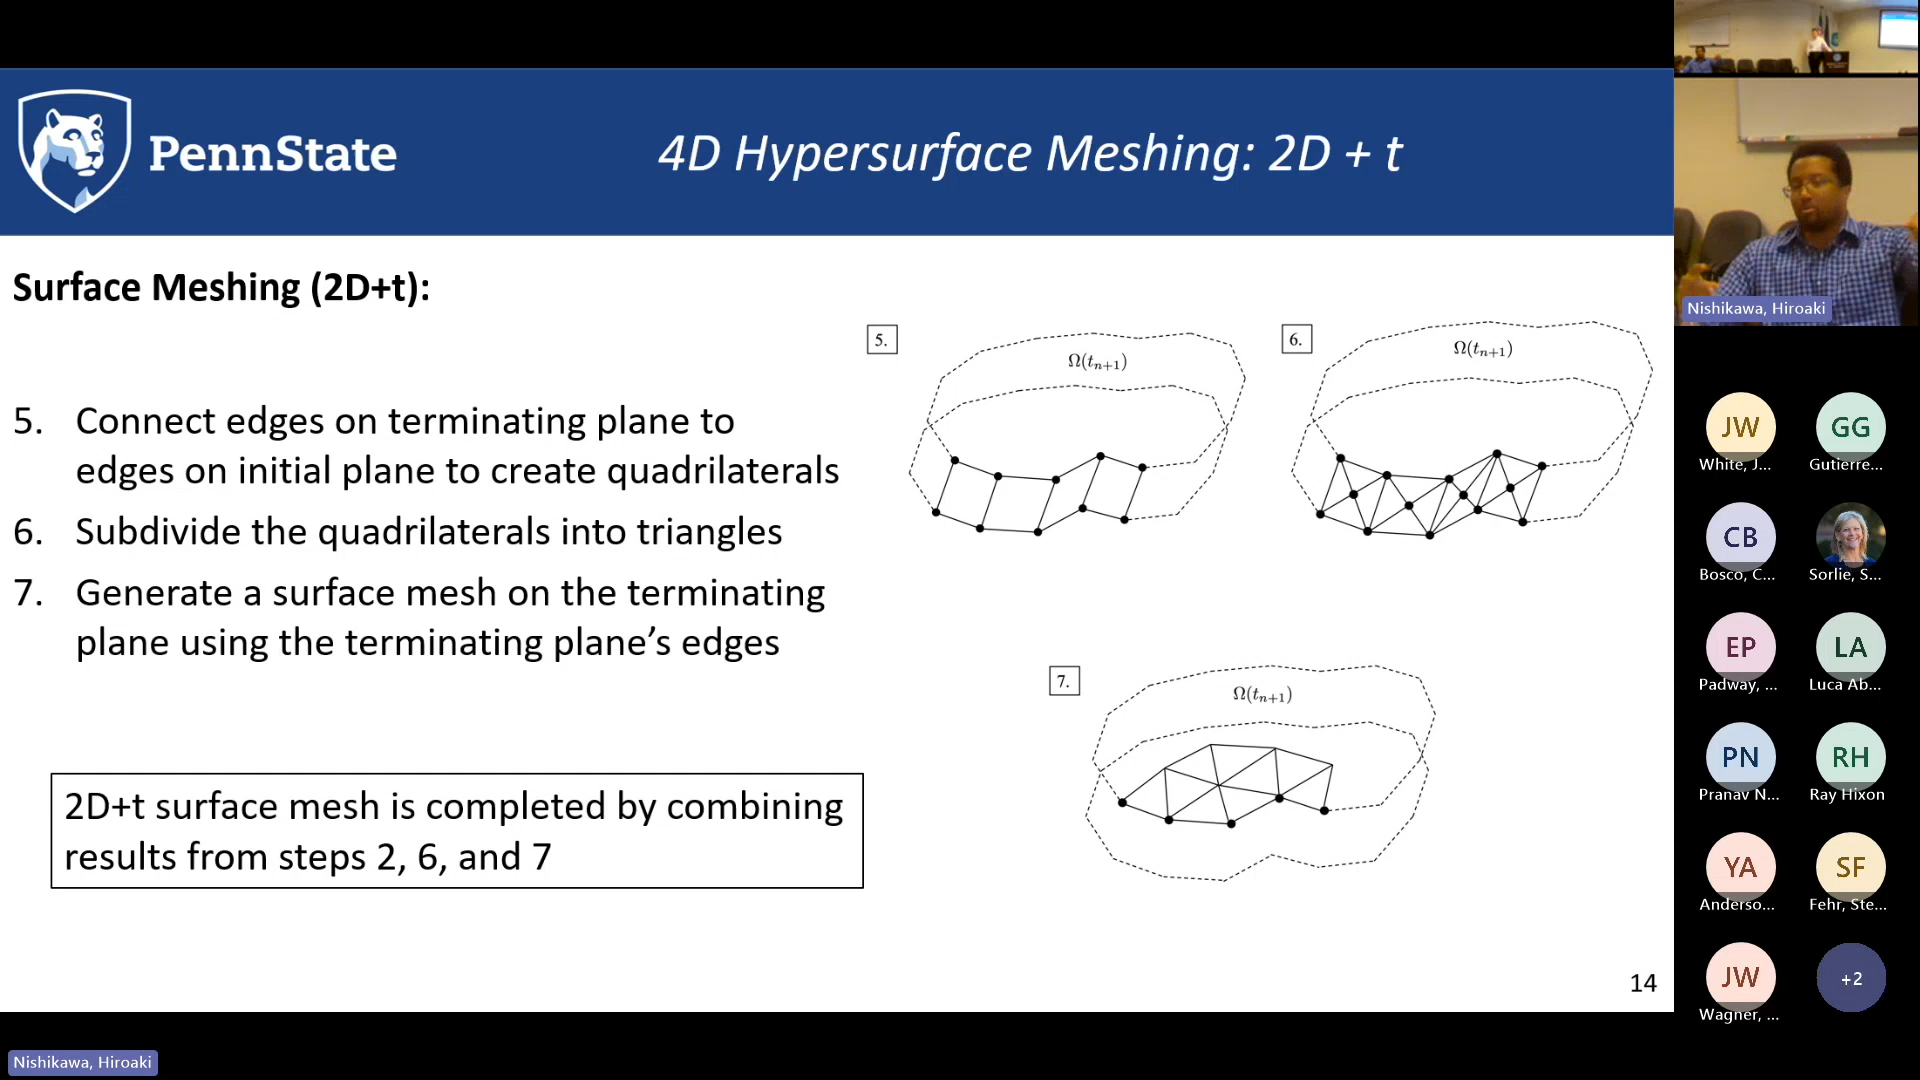 PennState
4D Hypersurface Meshing: 2D + t
Surface Meshing (2D+t):
5. Connect edges on terminating plane to
edges on initial plane to create quadrilaterals
6. Subdivide the quadrilaterals into triangles
7. Generate a surface mesh on the terminating
plane using the terminating plane’s edges
2D+t surface mesh is completed by combining
results from steps 2, 6, and 7
5.
Ω(tₙ₊₁)
6.
Ω(tₙ₊₁)
7.
Ω(tₙ₊₁)
14
Nishikawa, Hiroaki
JW
White, J...
GG
Gutierre...
CB
Bosco, C...
Sorlie, S...
EP
Padway, ...
LA
Luca Ab...
PN
Pranav N...
RH
Ray Hixon
YA
Anderso...
SF
Fehr, Ste...
JW
Wagner, ...
+2
Nishikawa, Hiroaki